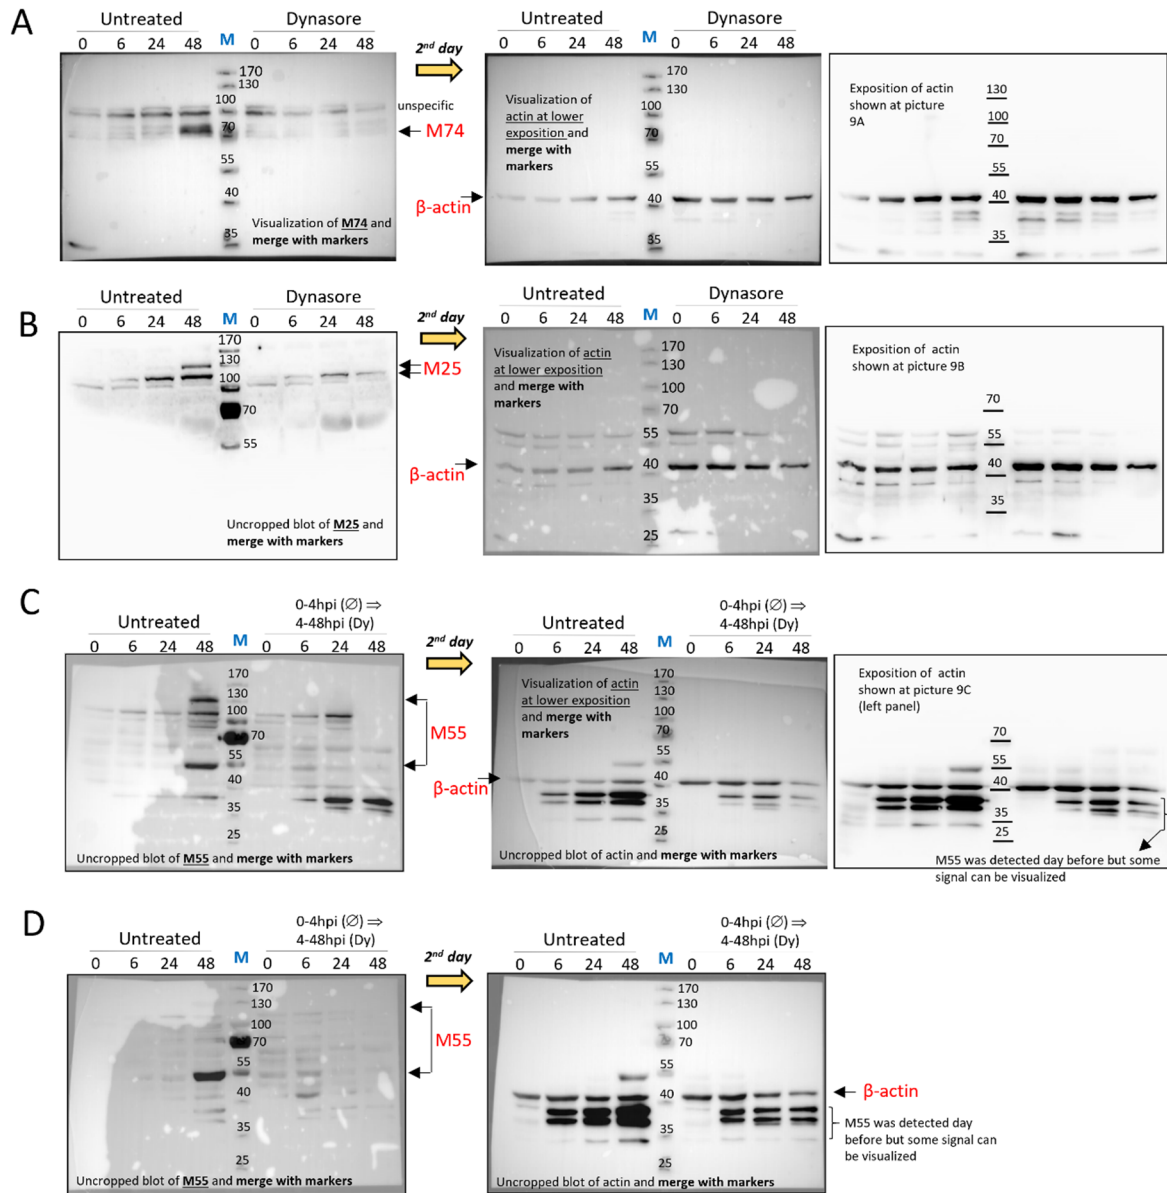 A
Untreated
Dynasore
0 6 24 48 M 0 6 24 48
170
130
100
70
55
40
35
unspecific
M74
Visualization of M74 and
merge with markers
2nd day
Untreated
Dynasore
0 6 24 48 M 0 6 24 48
Visualization of
actin at lower
exposition and
merge with
markers
170
130
100
70
55
40
35
β-actin
Exposition of actin
shown at picture
9A
130
100
70
55
40
35
B
Untreated
Dynasore
0 6 24 48 M 0 6 24 48
170
130
100
70
55
M25
Uncropped blot of M25 and
merge with markers
2nd day
Untreated
Dynasore
0 6 24 48 M 0 6 24 48
Visualization of actin
at lower exposition
and merge with
markers
170
130
100
70
55
40
35
25
β-actin
Exposition of actin
shown at picture 9B
70
55
40
35
C
Untreated
0-4hpi (∅) ⇒
4-48hpi (Dy)
0 6 24 48 M 0 6 24 48
170
130
100
70
55
40
35
25
M55
Uncropped blot of M55 and merge with markers
2nd day
Untreated
0-4hpi (∅) ⇒
4-48hpi (Dy)
0 6 24 48 M 0 6 24 48
Visualization of actin
at lower exposition
and merge with
markers
170
130
100
70
55
40
35
25
β-actin
Uncropped blot of actin and merge with markers
Exposition of actin
shown at picture 9C
(left panel)
70
55
40
35
25
M55 was detected day before but some
signal can be visualized
D
Untreated
0-4hpi (∅) ⇒
4-48hpi (Dy)
0 6 24 48 M 0 6 24 48
170
130
100
70
55
40
35
25
M55
Uncropped blot of M55 and merge with markers
2nd day
Untreated
0-4hpi (∅) ⇒
4-48hpi (Dy)
0 6 24 48 M 0 6 24 48
170
130
100
70
55
40
35
25
β-actin
M55 was detected day
before but some signal can
be visualized
Uncropped blot of actin and merge with markers